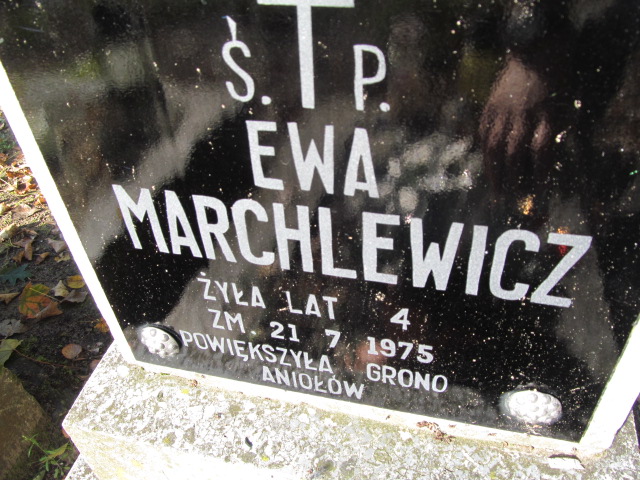 Ś. P.
EWA
MARCHLEWICZ
ŻYŁA LAT 4
ZM 21 7 1975
POWIĘKSZYŁA GRONO
ANIOŁÓW